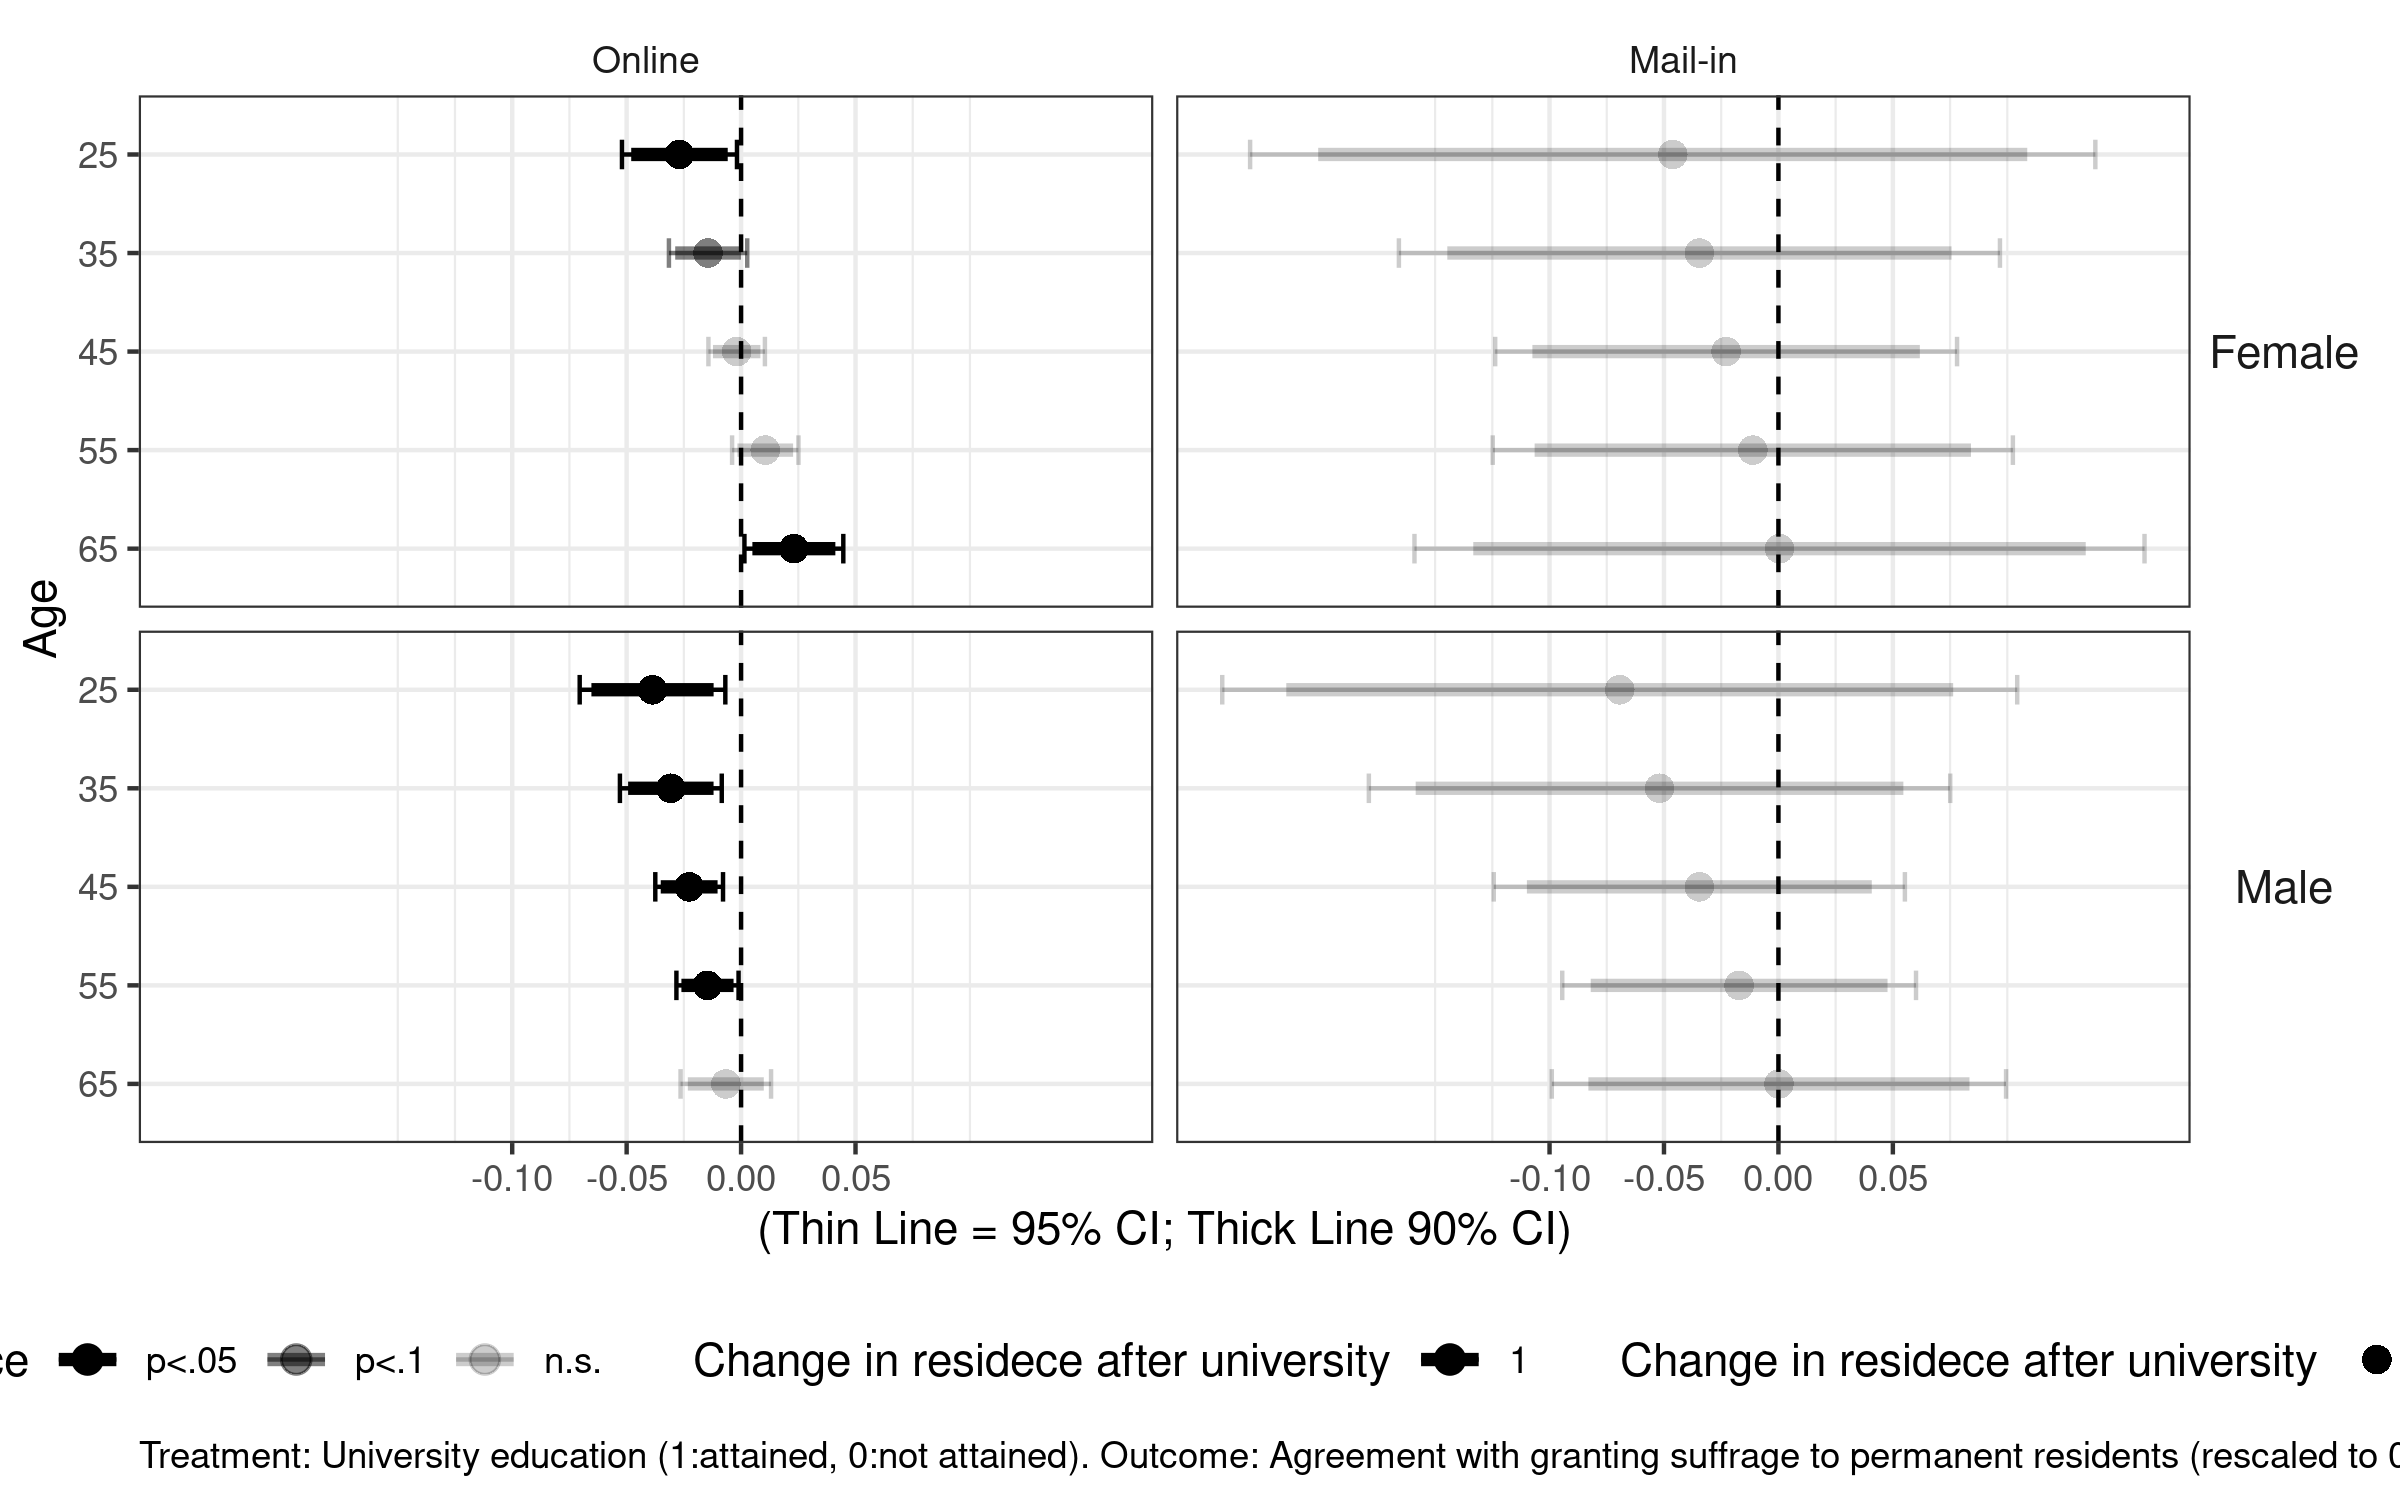 Online
Mail-in
25
35
45
55
65
Female
Age
25
35
45
55
65
Male
-0.10 -0.05 0.00 0.05
-0.10 -0.05 0.00 0.05
(Thin Line = 95% CI; Thick Line 90% CI)
p<.05 p<.1 n.s. Change in residece after university 1 Change in residece after university
Treatment: University education (1:attained, 0:not attained). Outcome: Agreement with granting suffrage to permanent residents (rescaled to